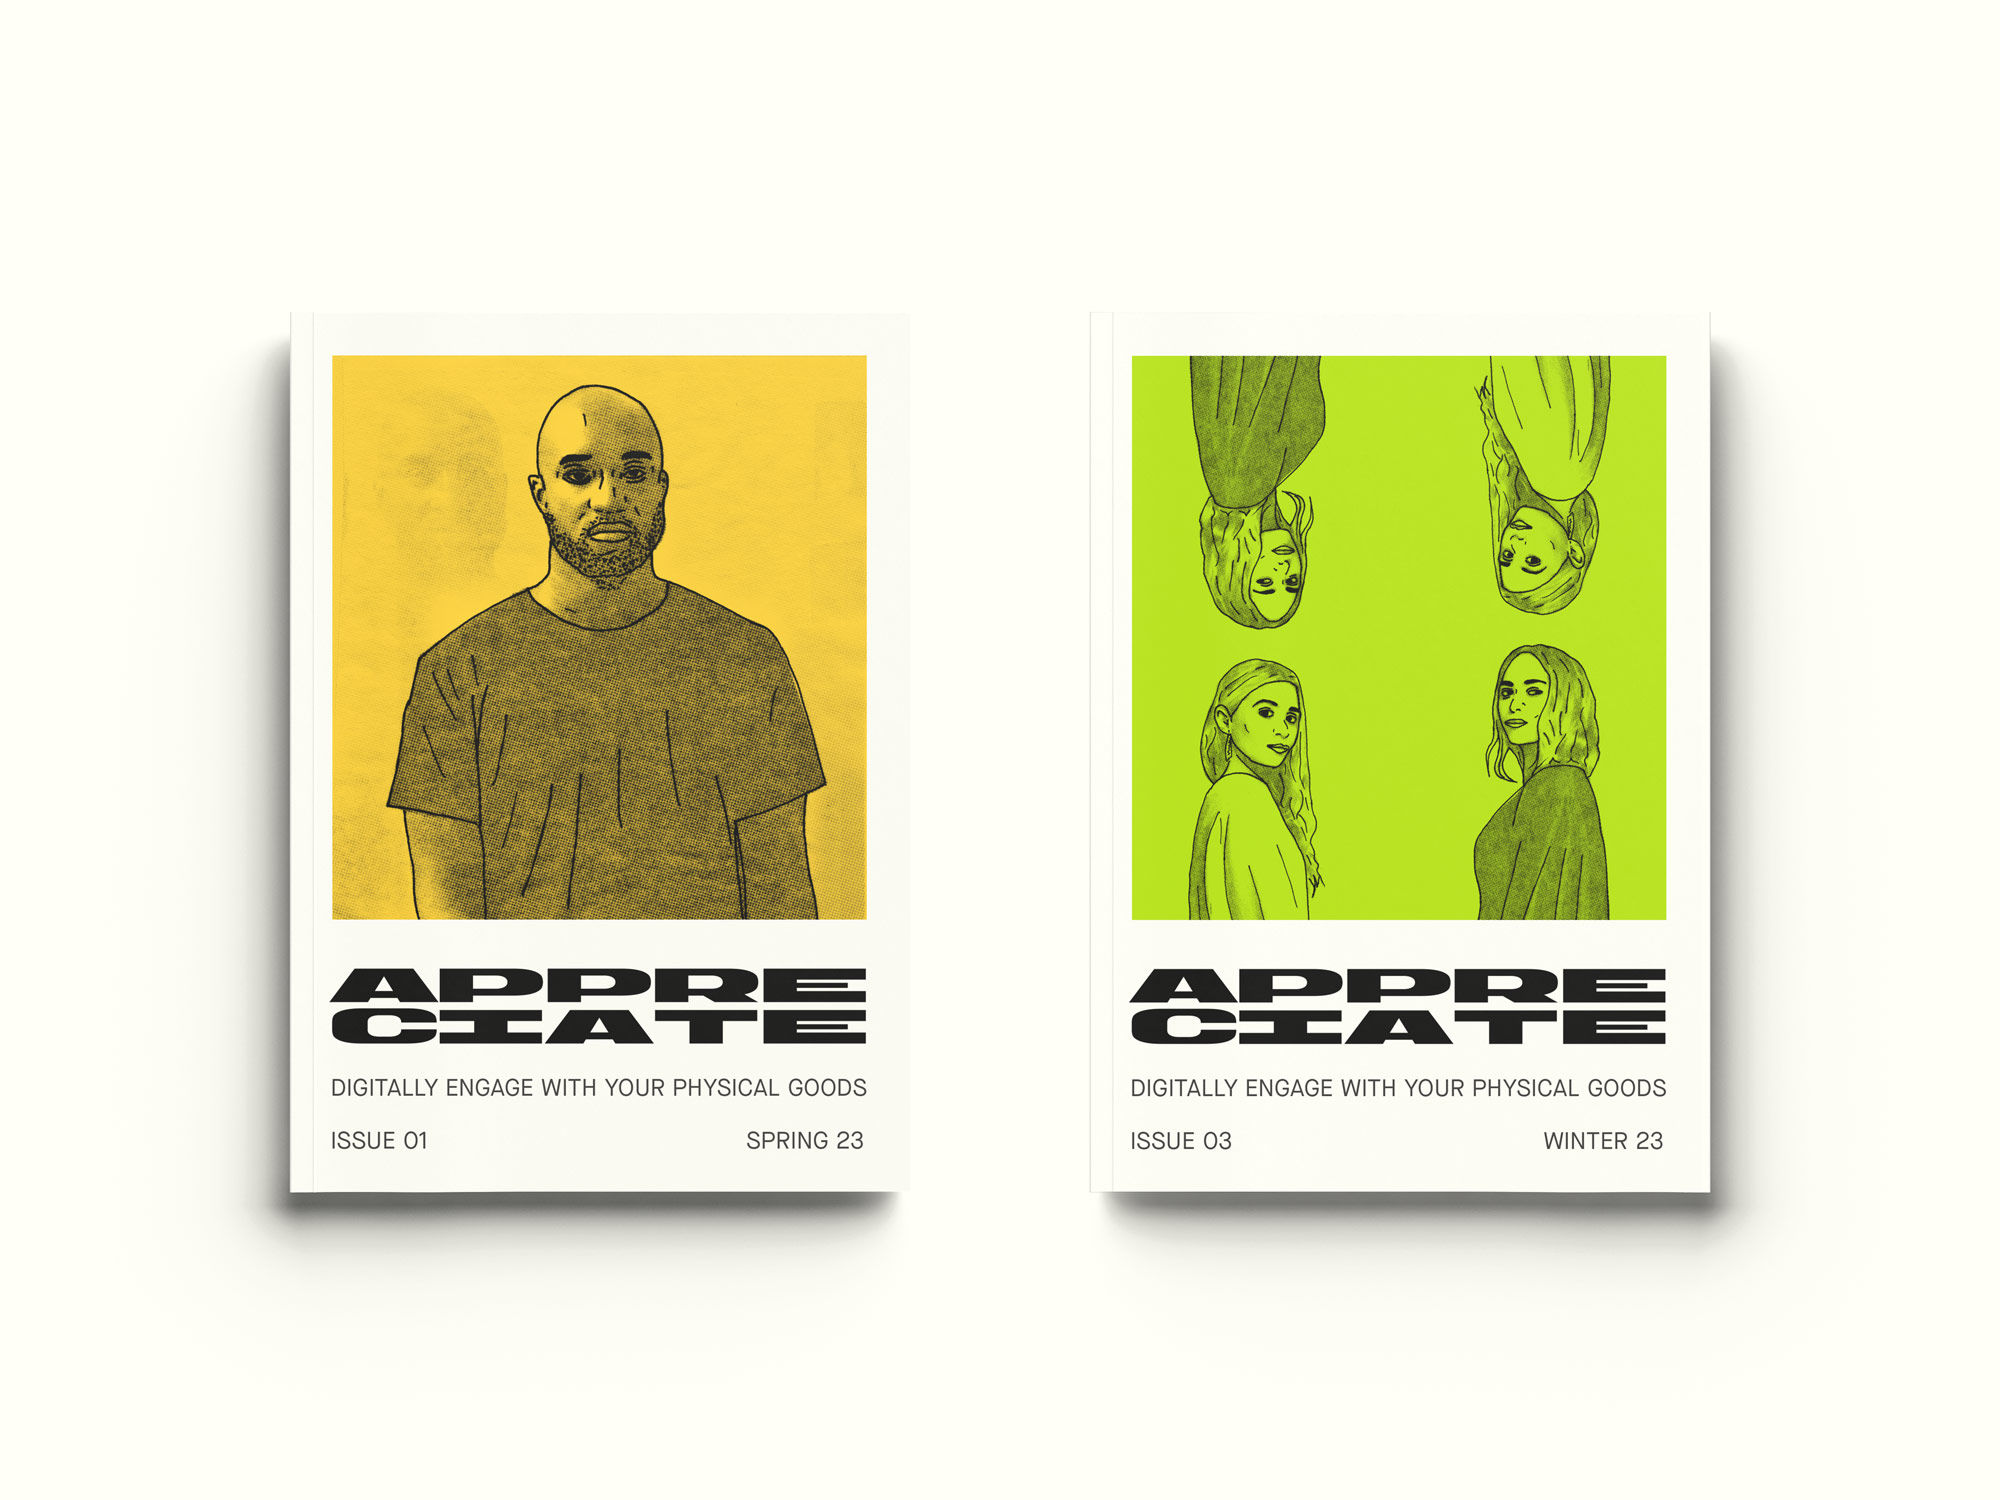 APPRE
CIATE
DIGITALLY ENGAGE WITH YOUR PHYSICAL GOODS
ISSUE 01 SPRING 23
APPRE
CIATE
DIGITALLY ENGAGE WITH YOUR PHYSICAL GOODS
ISSUE 03 WINTER 23